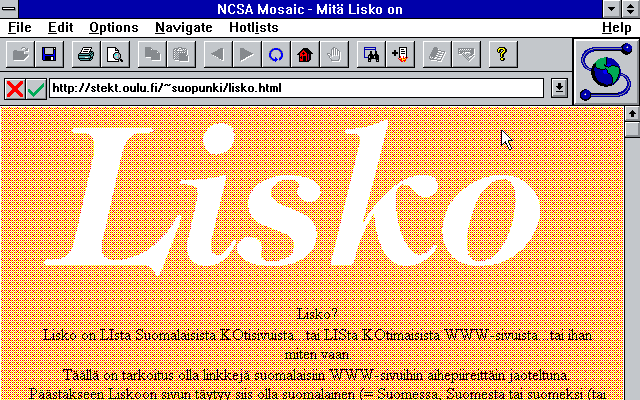 NCSA Mosaic - Mitä Lisko on
File Edit Options Navigate Hotlists Help
http://stekt.oulu.fi/~suopunki/lisko.html
Lisko
Lisko?
Lisko on LIsta Suomalaisista KOtisivuista...tai LISta KOtimaisista WWW-sivuista...tai ihan
miten vaan.
Täällä on tarkoitus olla linkkejä suomalaisiin WWW-sivuihin aihepiireittäin jaoteltuna.
Päästäkseen Liskoon sivun täytyy siis olla suomalainen (= Suomessa, Suomesta tai suomeksi (tai